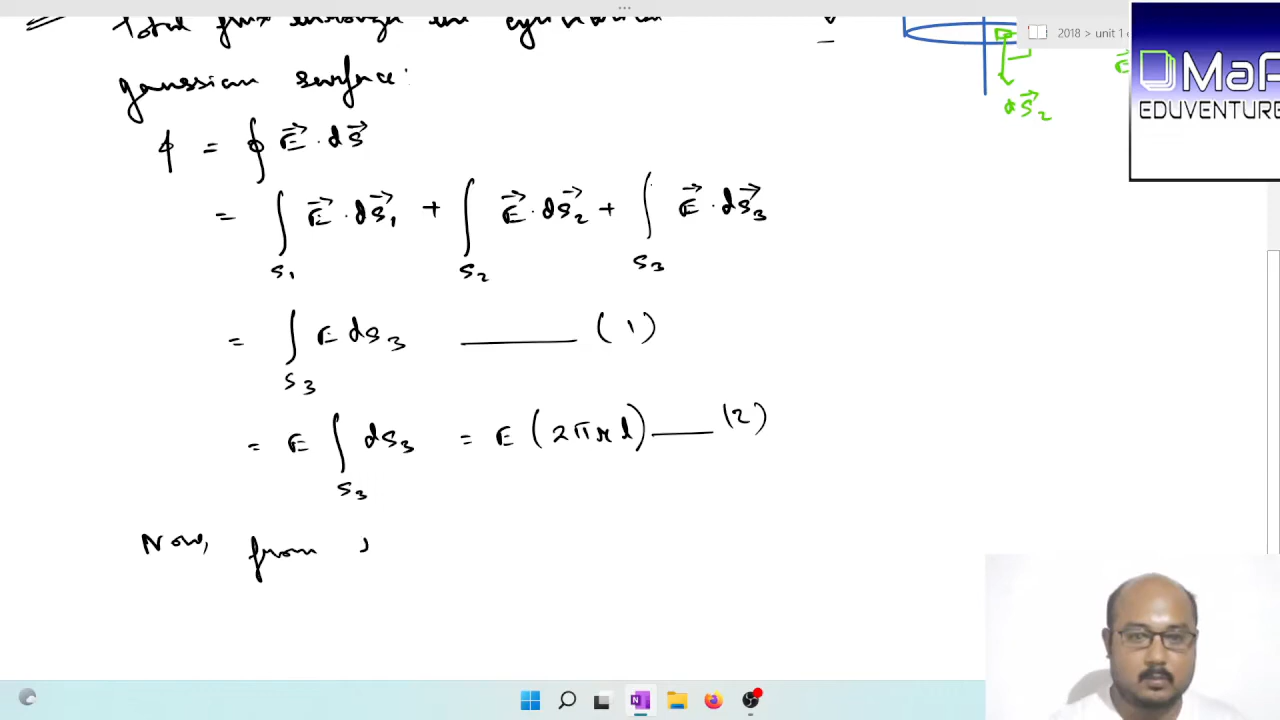 Total flux through the cylindrical
gaussian surface:
ϕ = ∮ E⃗ · dS⃗
= ∫ E⃗ · dS⃗₁ + ∫ E⃗ · dS⃗₂ + ∫ E⃗ · dS⃗₃
S₁ S₂ S₃
= ∫ E dS₃ ——— (1)
S₃
= E ∫ dS₃ = E (2πrl) —— (2)
S₃
Now, from
2018 > unit 1
E⃗
dS⃗₂
MaF
EDUVENTURE